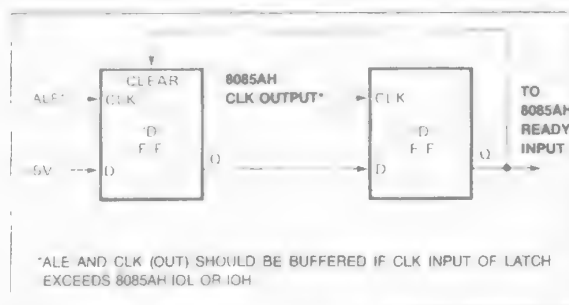 CLEAR
ALE*
CLK
"D"
F F
5V
D
Q
8085AH
CLK OUTPUT*
CLK
"D"
F F
D
Q
TO
8085AH
READY
INPUT
*ALE AND CLK (OUT) SHOULD BE BUFFERED IF CLK INPUT OF LATCH
EXCEEDS 8085AH IOL OR IOH